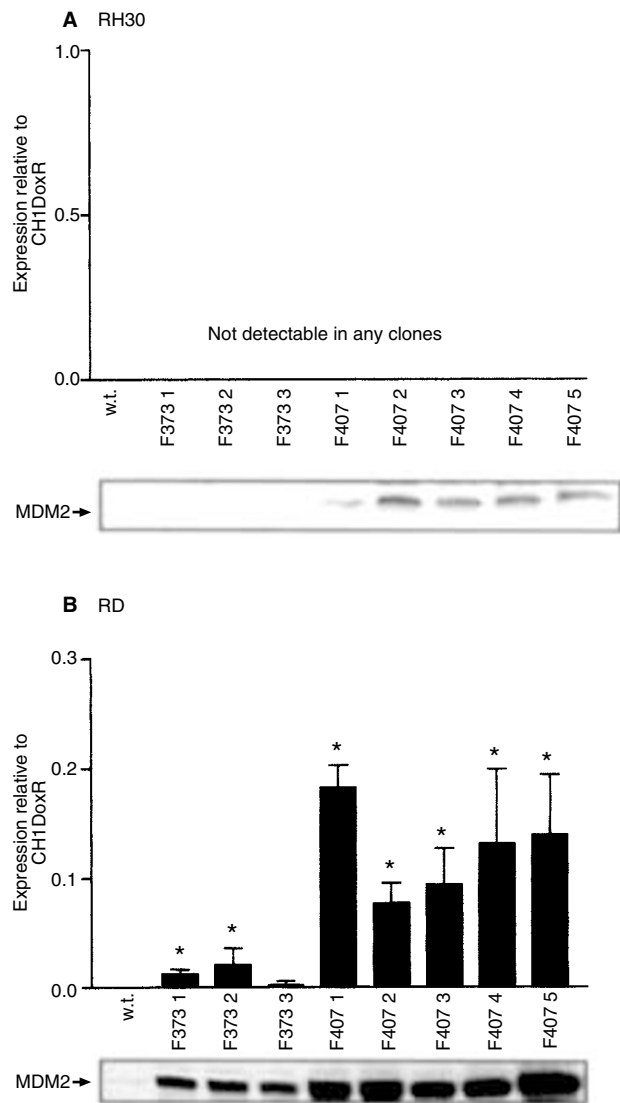 A RH30
1.0
0.5
0.0
Expression relative to
CH1DoxR
Not detectable in any clones
w.t.
F373 1
F373 2
F373 3
F407 1
F407 2
F407 3
F407 4
F407 5
MDM2
B RD
0.3
0.2
0.1
0.0
Expression relative to
CH1DoxR
*
*
*
*
*
*
*
w.t.
F373 1
F373 2
F373 3
F407 1
F407 2
F407 3
F407 4
F407 5
MDM2